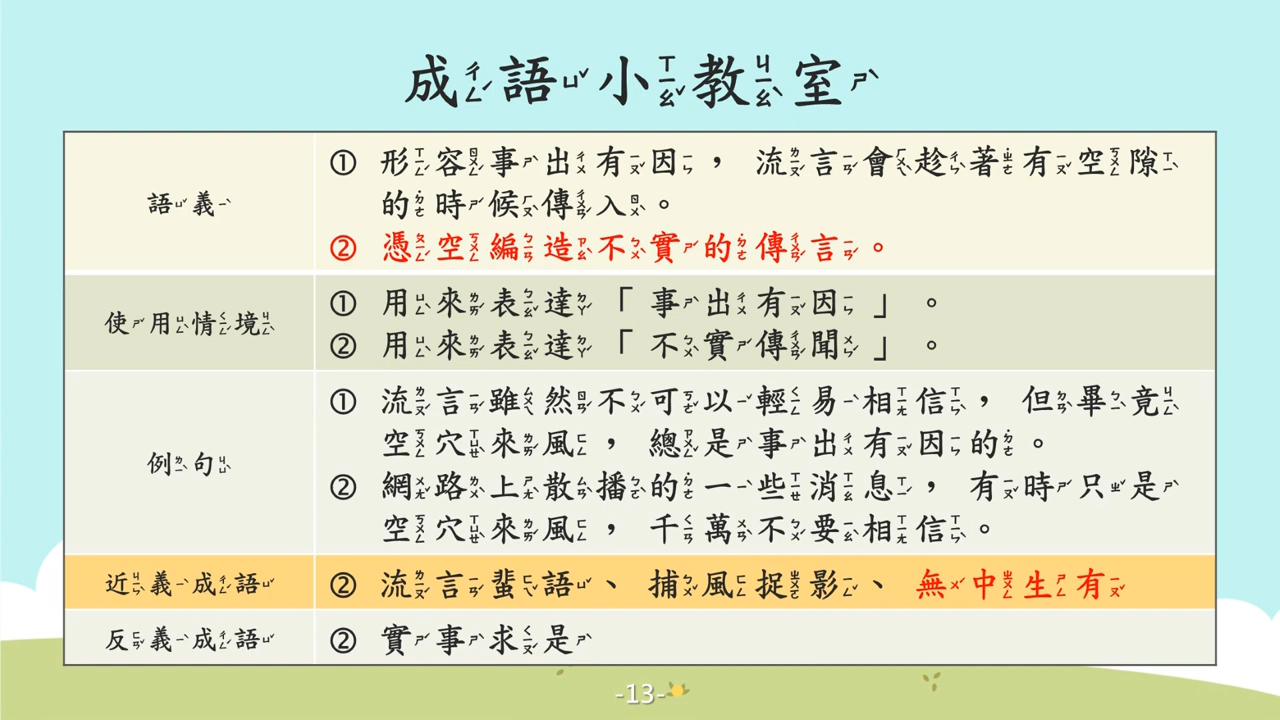 成語小教室
語義
① 形容事出有因，流言會趁著有空隙
的時候傳入。
② 憑空編造不實的傳言。
使用情境
① 用來表達「事出有因」。
② 用來表達「不實傳聞」。
例句
① 流言雖然不可以輕易相信，但畢竟
空穴來風，總是事出有因的。
② 網路上散播的一些消息，有時只是
空穴來風，千萬不要相信。
近義成語
② 流言蜚語、捕風捉影、無中生有
反義成語
② 實事求是
-13-